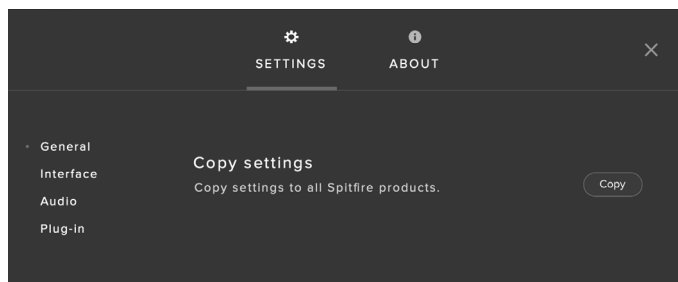 SETTINGS
ABOUT
General
Interface
Audio
Plug-in
Copy settings
Copy settings to all Spitfire products.
Copy